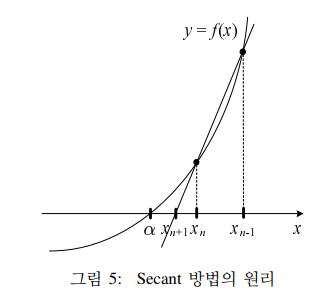 y = f(x)
α x_{n+1} x_n x_{n-1} x
그림 5: Secant 방법의 원리